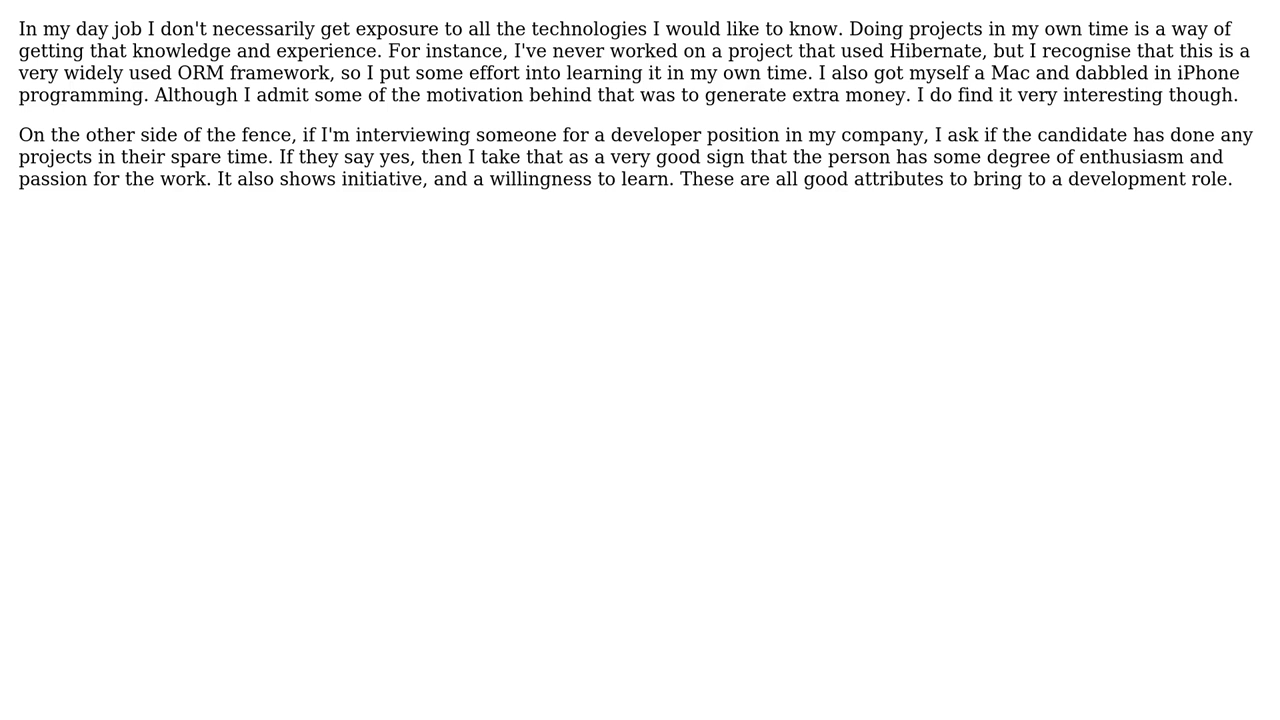 In my day job I don't necessarily get exposure to all the technologies I would like to know. Doing projects in my own time is a way of
getting that knowledge and experience. For instance, I've never worked on a project that used Hibernate, but I recognise that this is a
very widely used ORM framework, so I put some effort into learning it in my own time. I also got myself a Mac and dabbled in iPhone
programming. Although I admit some of the motivation behind that was to generate extra money. I do find it very interesting though.
On the other side of the fence, if I'm interviewing someone for a developer position in my company, I ask if the candidate has done any
projects in their spare time. If they say yes, then I take that as a very good sign that the person has some degree of enthusiasm and
passion for the work. It also shows initiative, and a willingness to learn. These are all good attributes to bring to a development role.